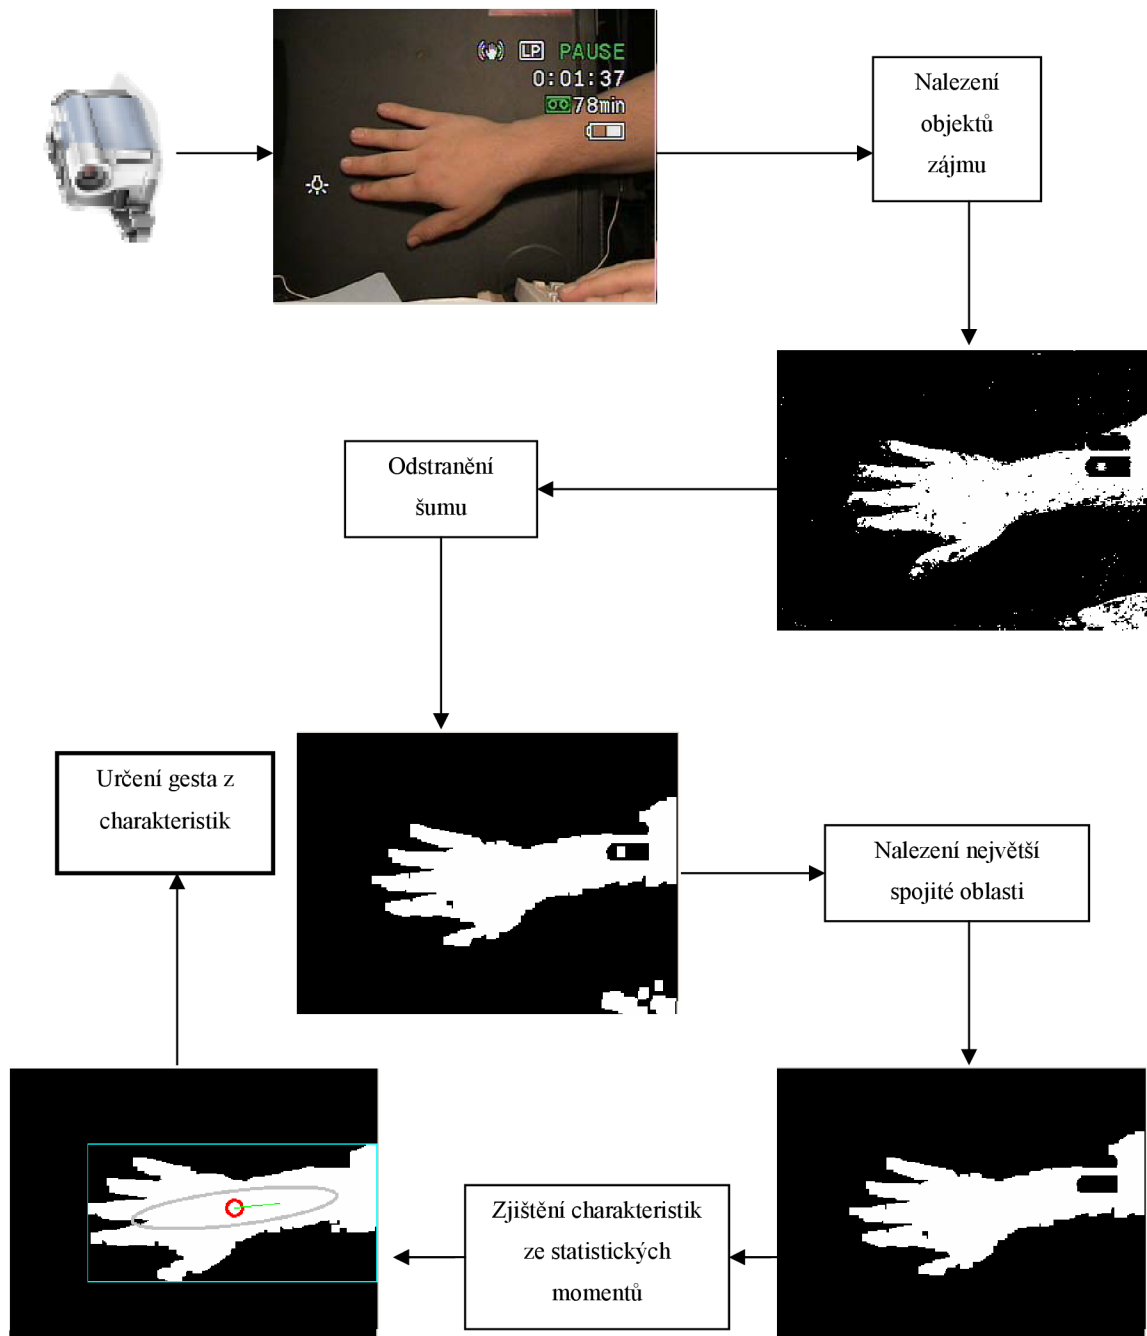 LP PAUSE
0:01:37
78min
Nalezení
objektů
zájmu
Odstranění
šumu
Určení gesta z
charakteristik
Nalezení největší
spojité oblasti
Zjištění charakteristik
ze statistických
momentů